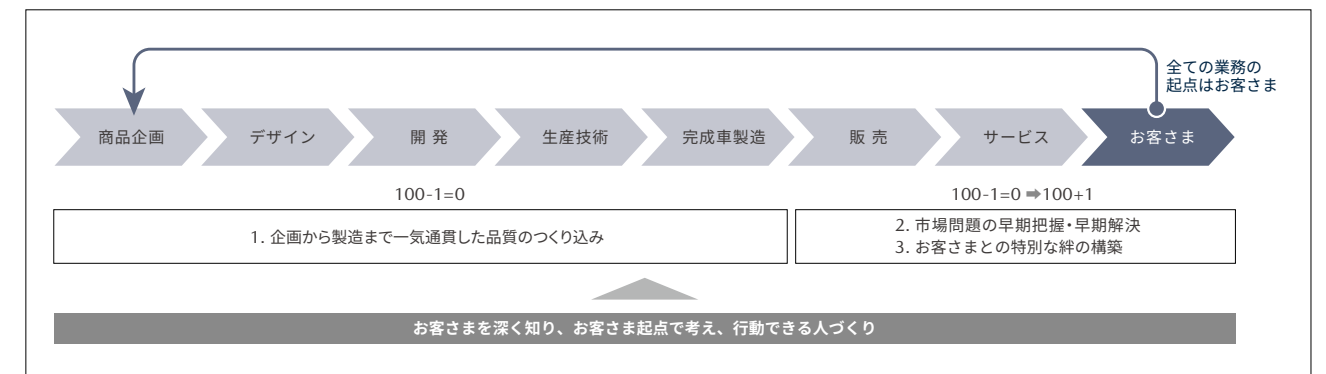 全ての業務の
起点はお客さま
商品企画
デザイン
開 発
生産技術
完成車製造
販 売
サービス
お客さま
100-1=0
100-1=0 ➡100+1
1. 企画から製造まで一気通貫した品質のつくり込み
2. 市場問題の早期把握・早期解決
3. お客さまとの特別な絆の構築
お客さまを深く知り、お客さま起点で考え、行動できる人づくり